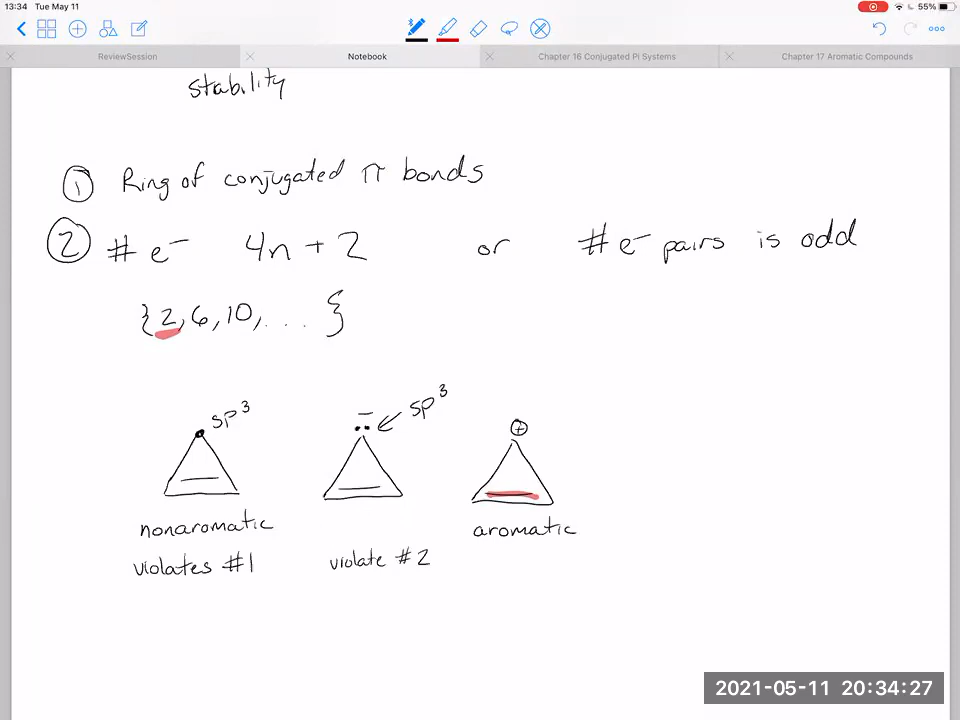 13:34 Tue May 11
55%
ReviewSession
Notebook
Chapter 16 Conjugated Pi Systems
Chapter 17 Aromatic Compounds
stability
① Ring of conjugated π bonds
② # e⁻ 4n + 2 or # e⁻ pairs is odd
{2, 6, 10, . . . }
sp³
sp³
⊕
nonaromatic
aromatic
violates #1
violate #2
2021-05-11 20:34:27